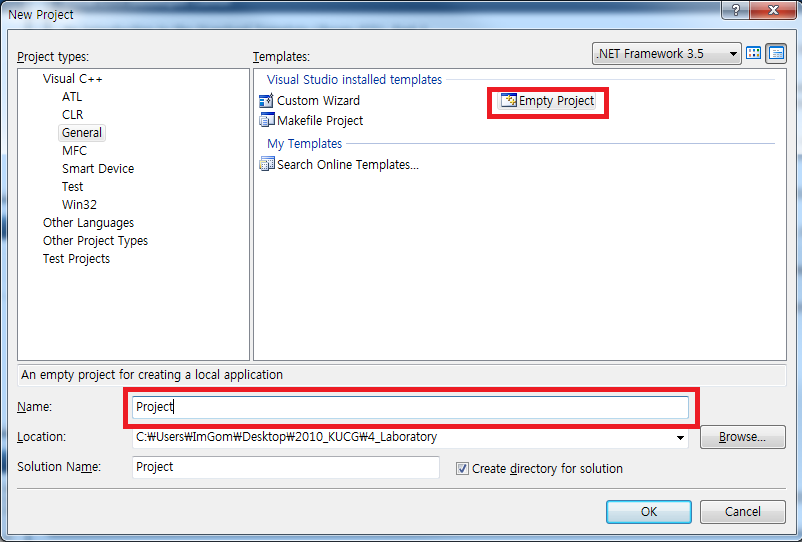 New Project
Project types:
Templates:
.NET Framework 3.5
Visual C++
ATL
CLR
General
MFC
Smart Device
Test
Win32
Other Languages
Other Project Types
Test Projects
Visual Studio installed templates
Custom Wizard
Empty Project
Makefile Project
My Templates
Search Online Templates...
An empty project for creating a local application
Name:
Project
Location:
C:₩Users₩ImGom₩Desktop₩2010_KUCG₩4_Laboratory
Browse...
Solution Name:
Project
Create directory for solution
OK
Cancel